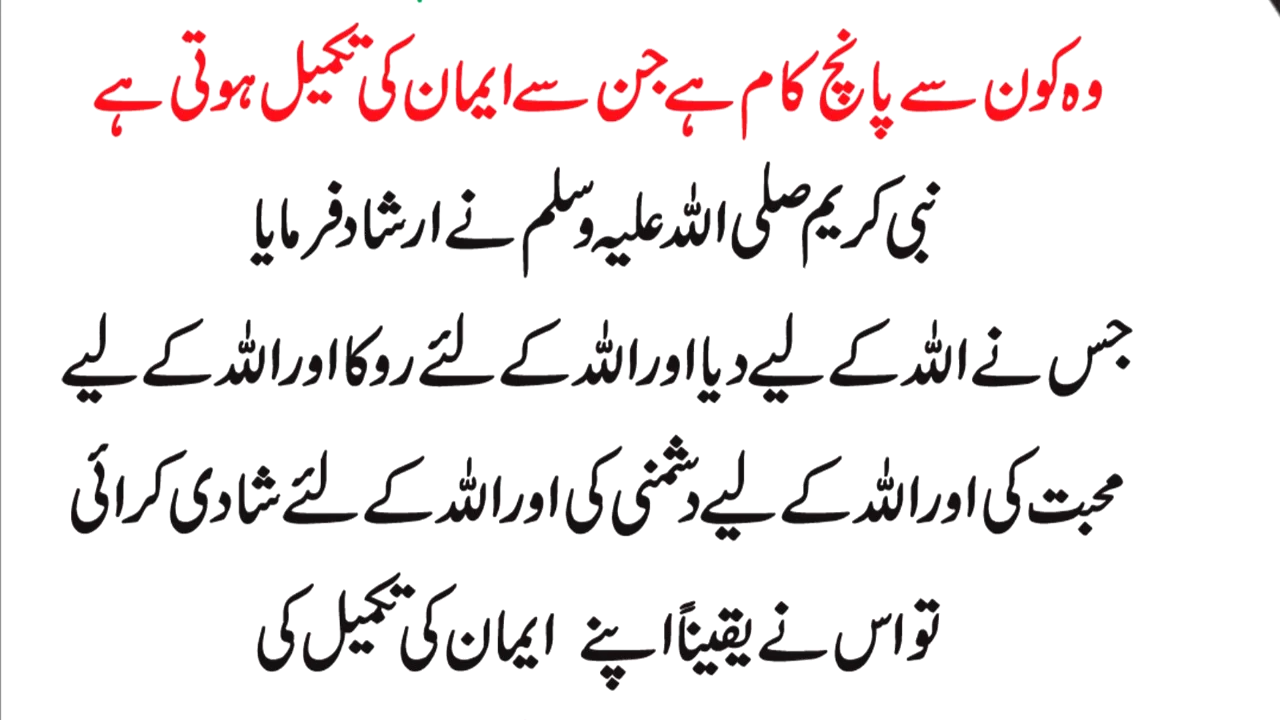 وہ کون سے پانچ کام ہے جن سے ایمان کی تکمیل ہوتی ہے
نبی کریم صلی اللہ علیہ وسلم نے ارشاد فرمایا
جس نے اللہ کے لیے دیا اور اللہ کے لئے روکا اور اللہ کے لیے
محبت کی اور اللہ کے لیے دشمنی کی اور اللہ کے لئے شادی کرائی
تو اس نے یقیناً اپنے ایمان کی تکمیل کی